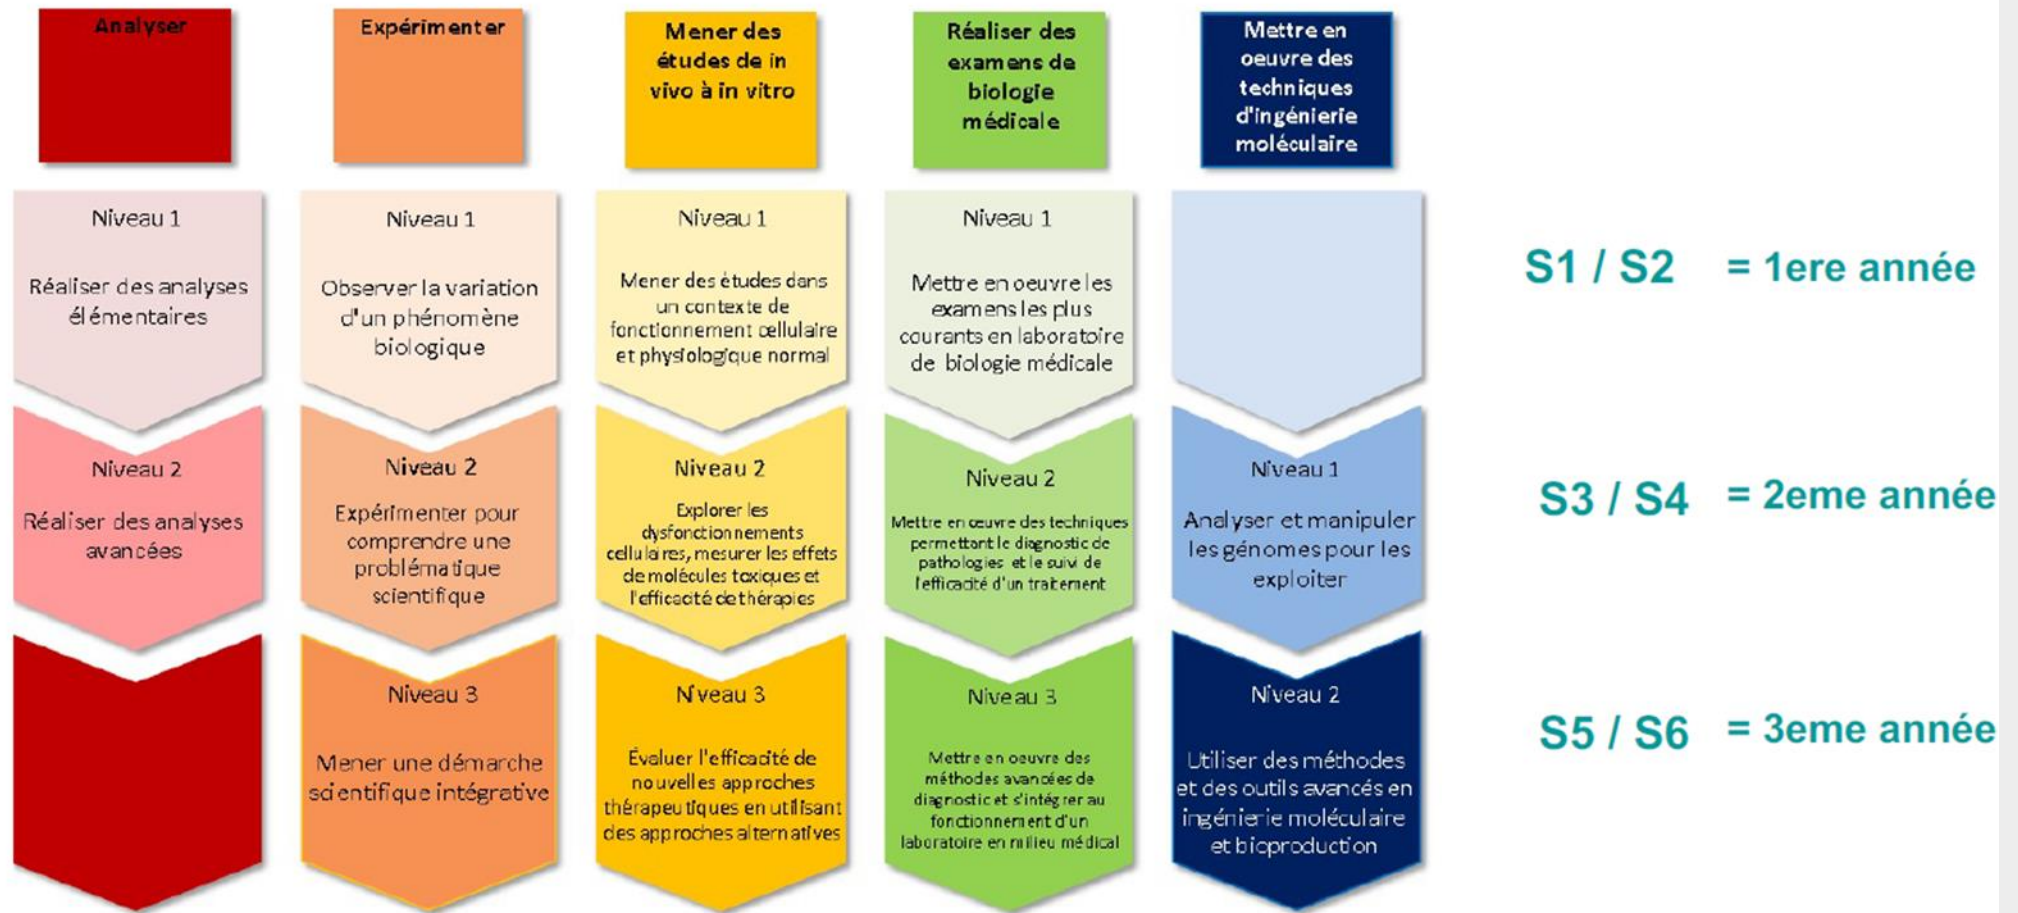 Analyser
Expérimenter
Mener des
études de in
vivo à in vitro
Réaliser des
examens de
biologie
médicale
Mettre en
oeuvre des
techniques
d'ingénierie
moléculaire
Niveau 1
Réaliser des analyses
élémentaires
Niveau 1
Observer la variation
d'un phénomène
biologique
Niveau 1
Mener des études dans
un contexte de
fonctionnement cellulaire
et physiologique normal
Niveau 1
Mettre en oeuvre les
examens les plus
courants en laboratoire
de biologie médicale
S1 / S2 = 1ere année
Niveau 2
Réaliser des analyses
avancées
Niveau 2
Expérimenter pour
comprendre une
problématique
scientifique
Niveau 2
Explorer les
dysfonctionnements
cellulaires, mesurer les effets
de molécules toxiques et
l'efficacité de thérapies
Niveau 2
Mettre en œuvre des techniques
permettant le diagnostic de
pathologies et le suivi de
l'efficacité d'un traitement
Niveau 1
Analyser et manipuler
les génomes pour les
exploiter
S3 / S4 = 2eme année
Niveau 3
Mener une démarche
scientifique intégrative
Niveau 3
Évaluer l'efficacité de
nouvelles approches
thérapeutiques en utilisant
des approches alternatives
Niveau 3
Mettre en oeuvre des
méthodes avancées de
diagnostic et s'intégrer au
fonctionnement d'un
laboratoire en milieu médical
Niveau 2
Utiliser des méthodes
et des outils avancés en
ingénierie moléculaire
et bioproduction
S5 / S6 = 3eme année